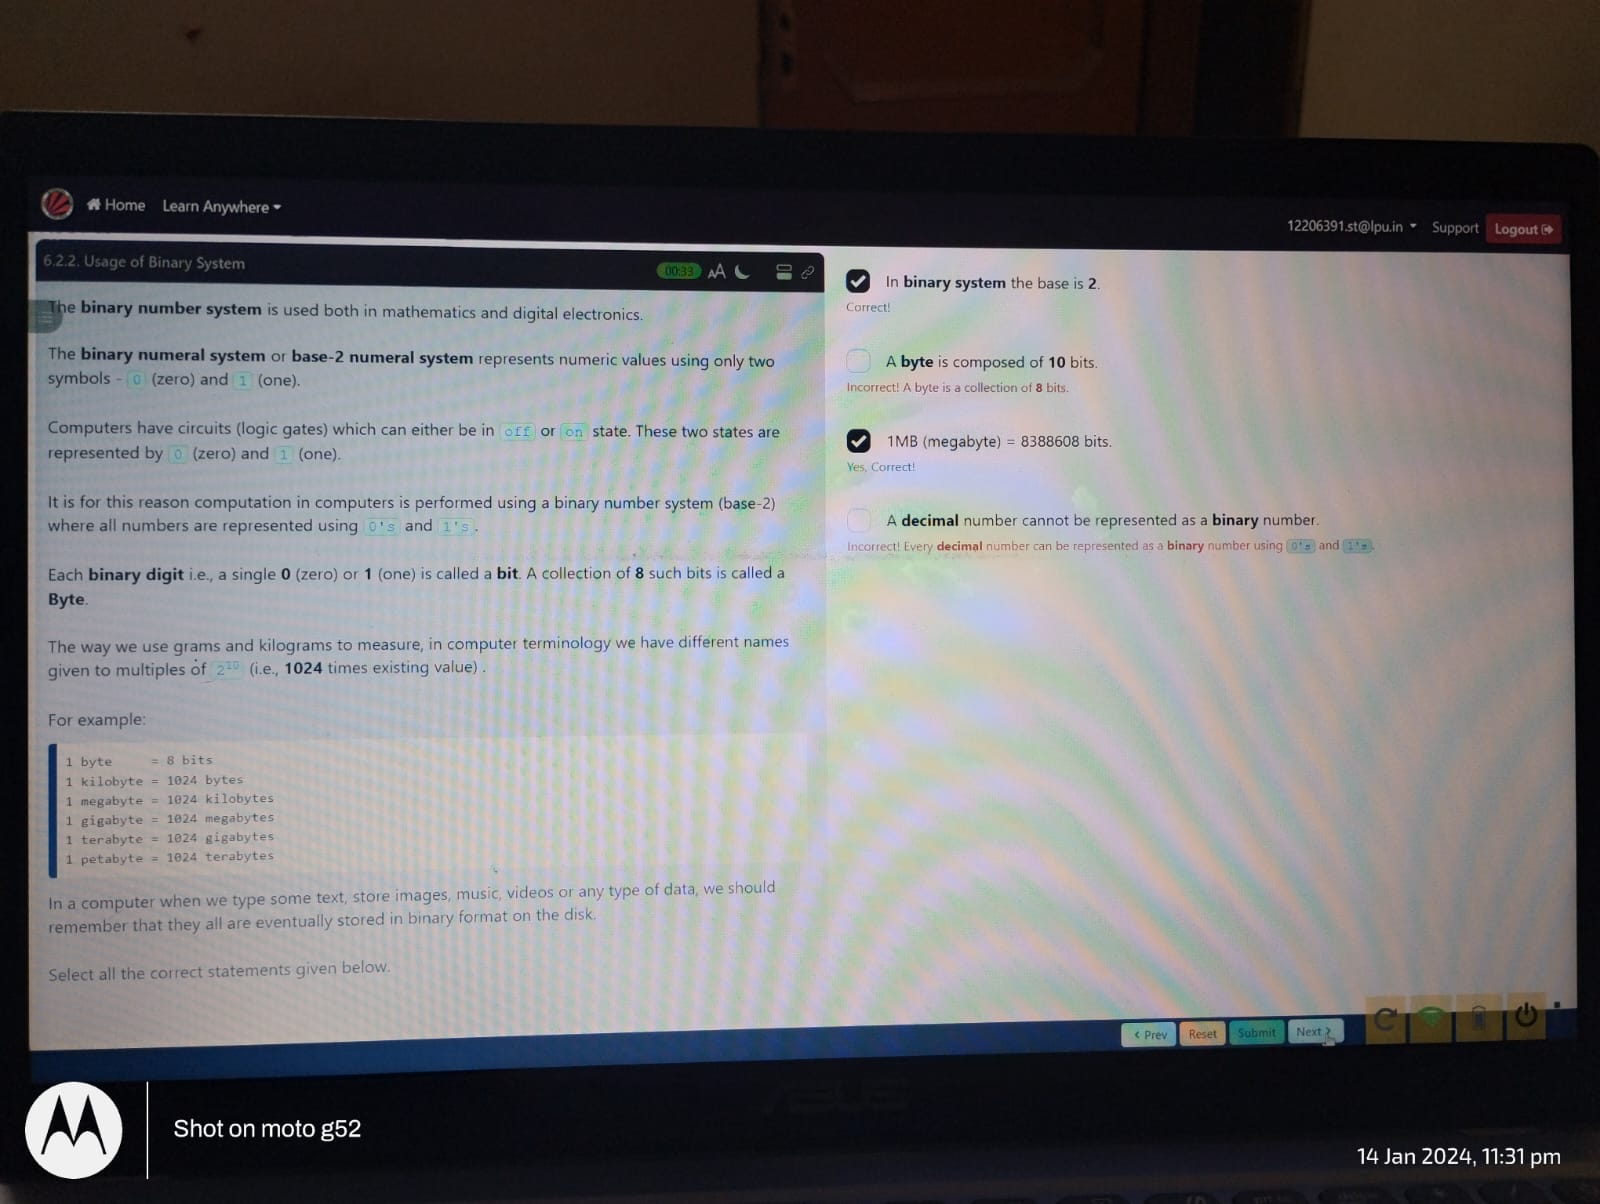 Home Learn Anywhere
12206391.st@lpu.in Support Logout
6.2.2. Usage of Binary System
00:33 AA
The binary number system is used both in mathematics and digital electronics.
The binary numeral system or base-2 numeral system represents numeric values using only two
symbols - 0 (zero) and 1 (one).
Computers have circuits (logic gates) which can either be in off or on state. These two states are
represented by 0 (zero) and 1 (one).
It is for this reason computation in computers is performed using a binary number system (base-2)
where all numbers are represented using 0's and 1's.
Each binary digit i.e., a single 0 (zero) or 1 (one) is called a bit. A collection of 8 such bits is called a
Byte.
The way we use grams and kilograms to measure, in computer terminology we have different names
given to multiples of 2^10 (i.e., 1024 times existing value) .
For example:
1 byte = 8 bits
1 kilobyte = 1024 bytes
1 megabyte = 1024 kilobytes
1 gigabyte = 1024 megabytes
1 terabyte = 1024 gigabytes
1 petabyte = 1024 terabytes
In a computer when we type some text, store images, music, videos or any type of data, we should
remember that they all are eventually stored in binary format on the disk.
Select all the correct statements given below.
In binary system the base is 2.
Correct!
A byte is composed of 10 bits.
Incorrect! A byte is a collection of 8 bits.
1MB (megabyte) = 8388608 bits.
Yes, Correct!
A decimal number cannot be represented as a binary number.
Incorrect! Every decimal number can be represented as a binary number using 0's and 1's.
< Prev Reset Submit Next >
ASUS
Shot on moto g52
14 Jan 2024, 11:31 pm